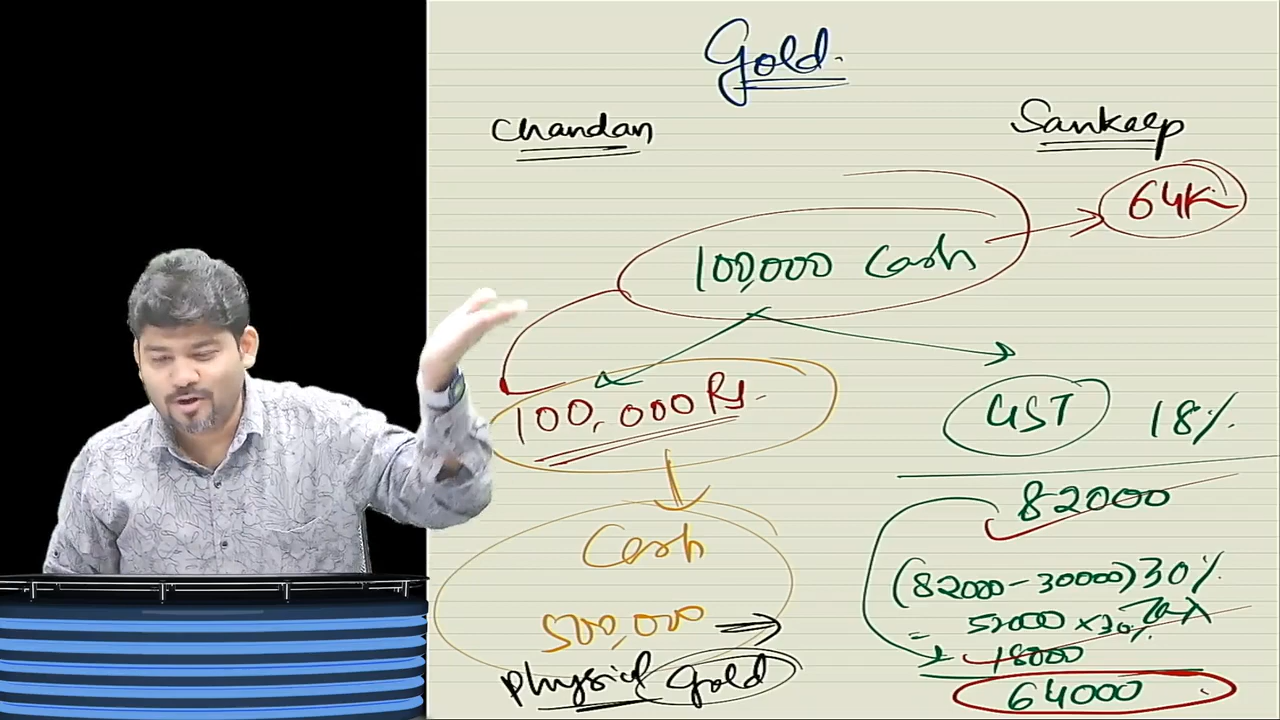 Gold.
Chandan
Sankalp
64K
100,000 Cash
100,000 Rs.
GST 18%.
82000
Cash
(82000-30000)30%.
500,000
= 52000 x 30% Tax
18000
Physical Gold
64000